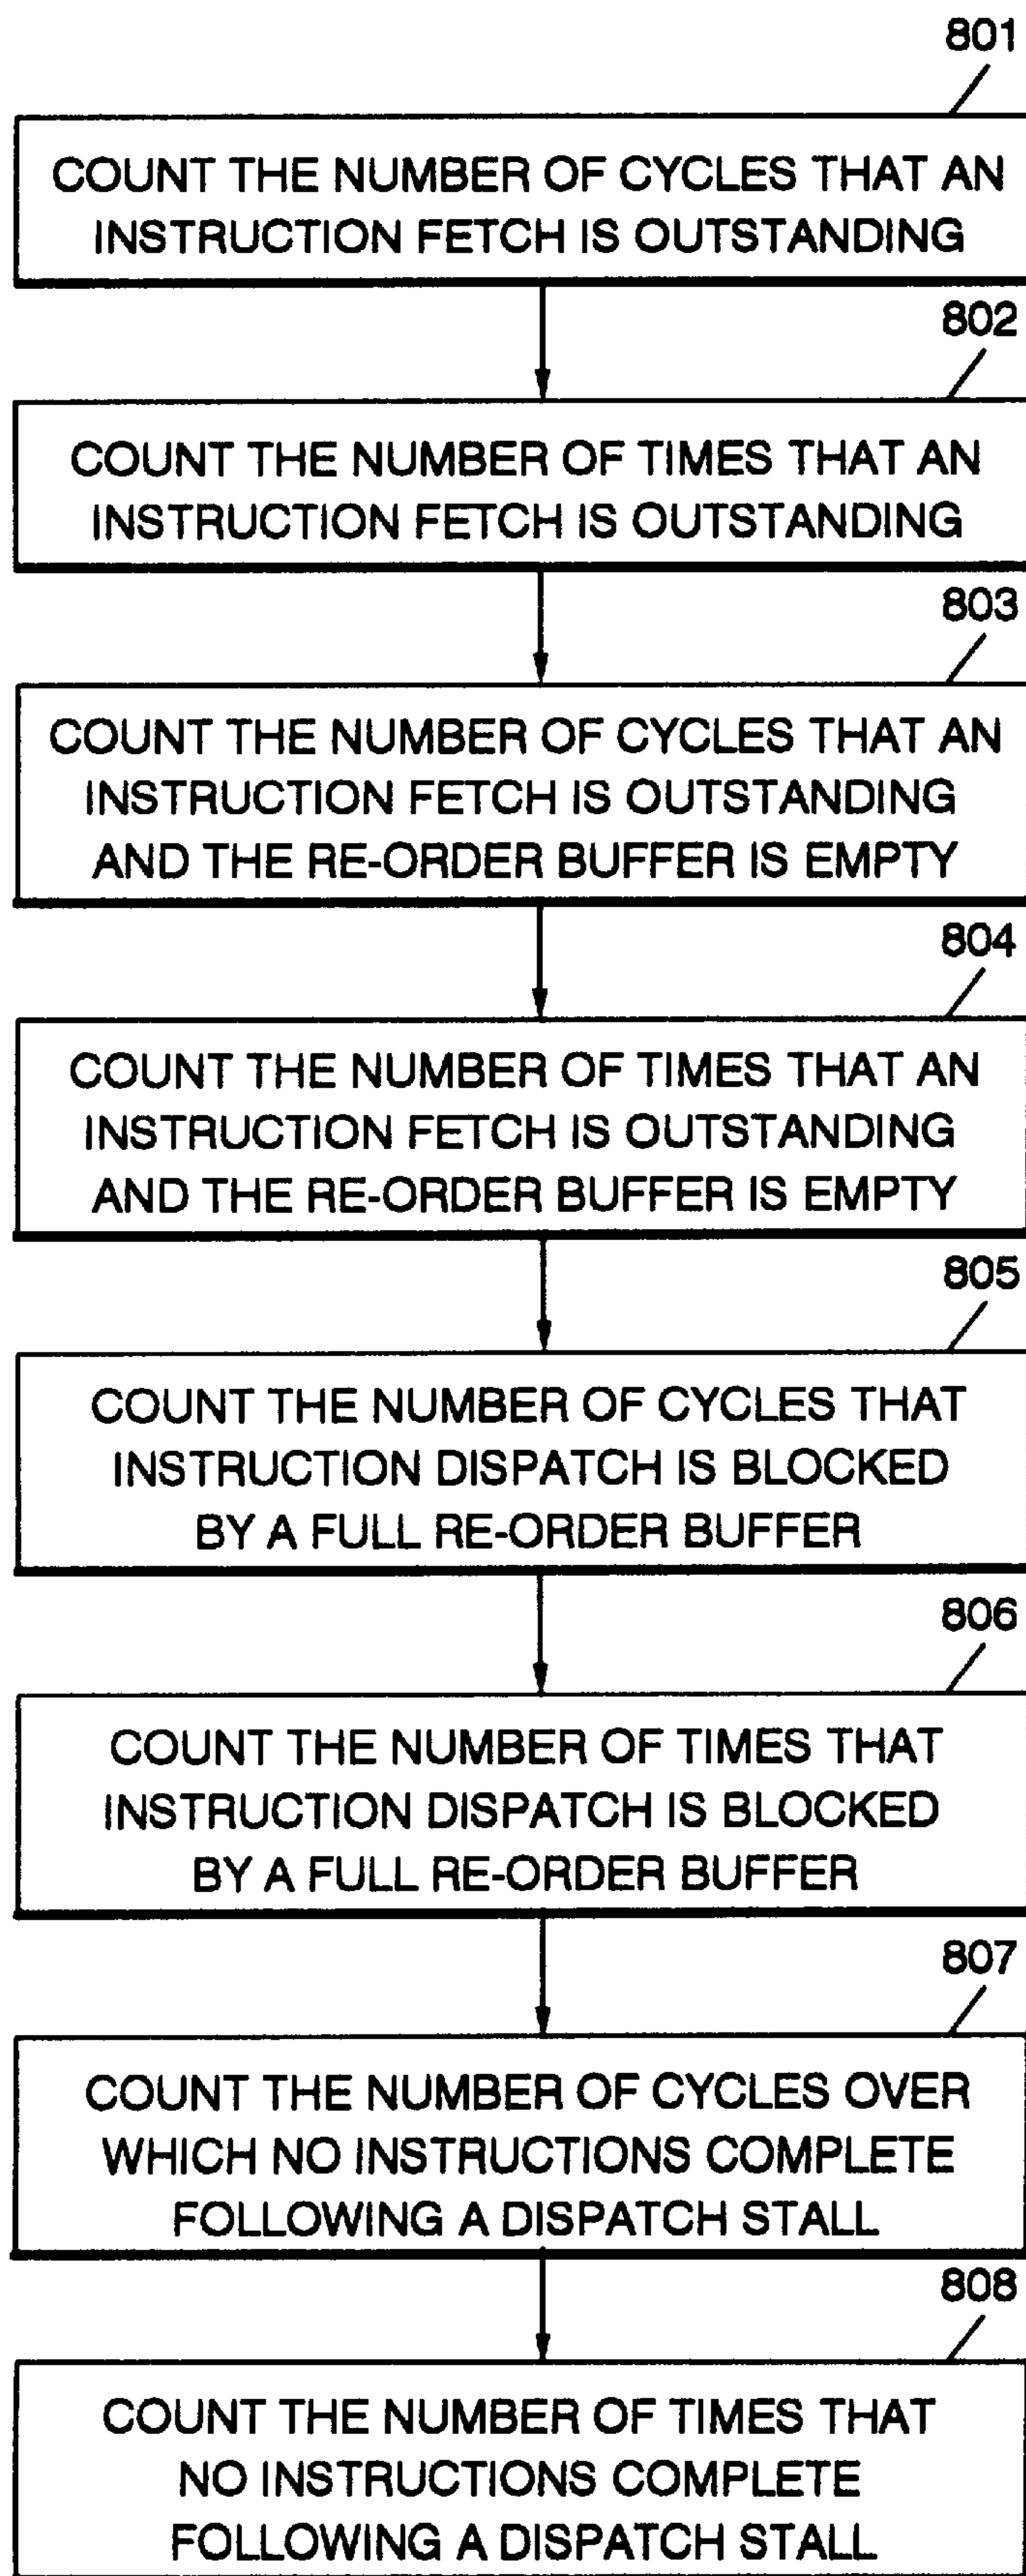 801
COUNT THE NUMBER OF CYCLES THAT AN
INSTRUCTION FETCH IS OUTSTANDING
802
COUNT THE NUMBER OF TIMES THAT AN
INSTRUCTION FETCH IS OUTSTANDING
803
COUNT THE NUMBER OF CYCLES THAT AN
INSTRUCTION FETCH IS OUTSTANDING
AND THE RE-ORDER BUFFER IS EMPTY
804
COUNT THE NUMBER OF TIMES THAT AN
INSTRUCTION FETCH IS OUTSTANDING
AND THE RE-ORDER BUFFER IS EMPTY
805
COUNT THE NUMBER OF CYCLES THAT
INSTRUCTION DISPATCH IS BLOCKED
BY A FULL RE-ORDER BUFFER
806
COUNT THE NUMBER OF TIMES THAT
INSTRUCTION DISPATCH IS BLOCKED
BY A FULL RE-ORDER BUFFER
807
COUNT THE NUMBER OF CYCLES OVER
WHICH NO INSTRUCTIONS COMPLETE
FOLLOWING A DISPATCH STALL
808
COUNT THE NUMBER OF TIMES THAT
NO INSTRUCTIONS COMPLETE
FOLLOWING A DISPATCH STALL